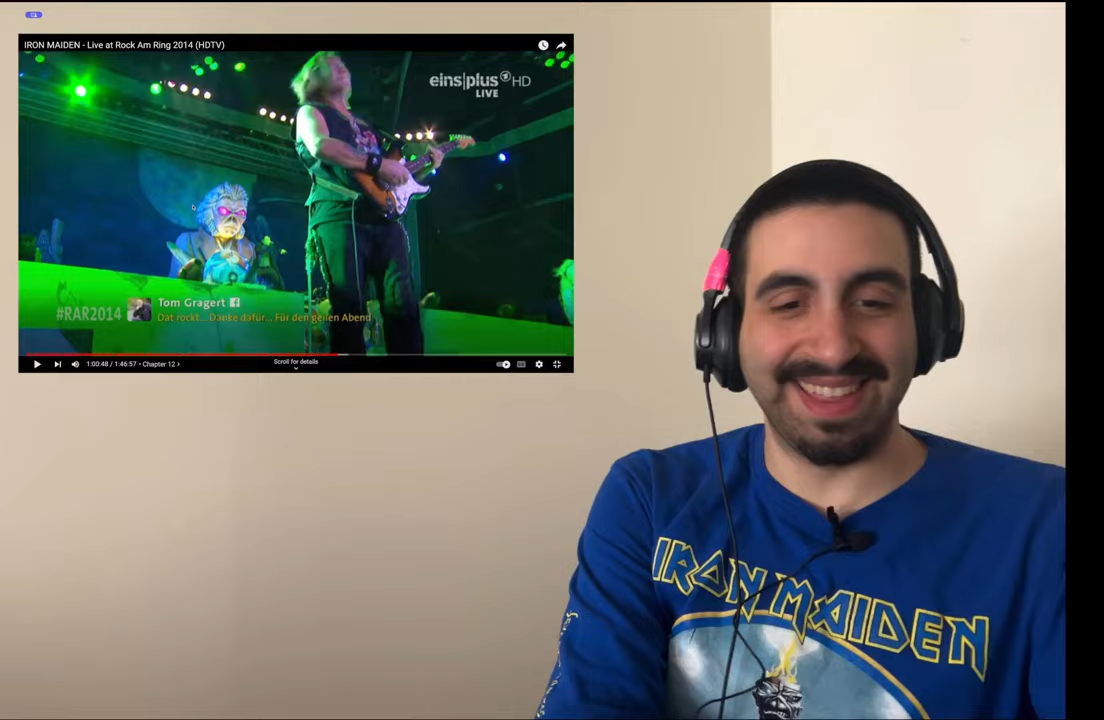 IRON MAIDEN - Live at Rock Am Ring 2014 (HDTV)
eins|plus HD
LIVE
#RAR2014
Tom Gragert
Dat rockt... Danke dafür... Für den geilen Abend
Scroll for details
1:00:48 / 1:46:57 • Chapter 12 ›
IRON MAIDEN